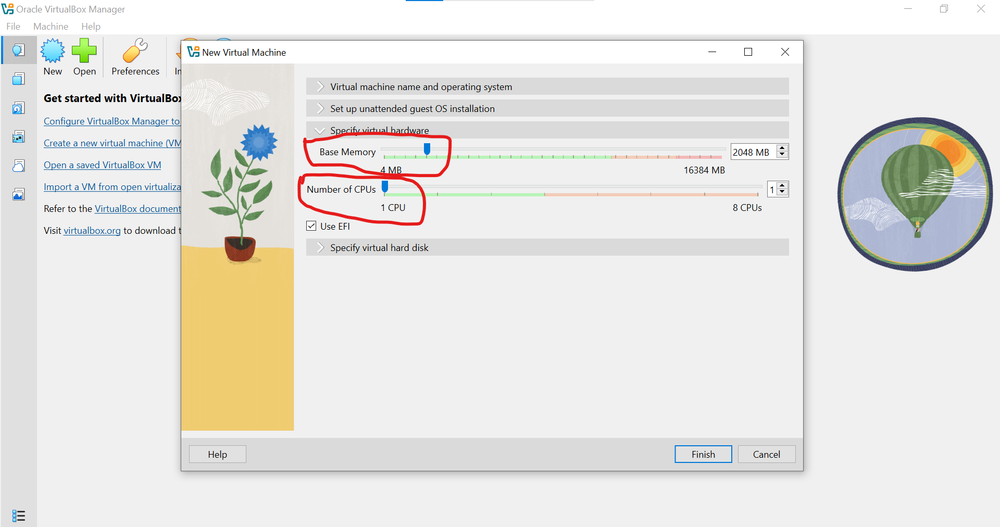 Oracle VirtualBox Manager
File Machine Help
New Open Preferences In
Get started with VirtualBox
Configure VirtualBox Manager to
Create a new virtual machine (VM
Open a saved VirtualBox VM
Import a VM from open virtualiza
Refer to the VirtualBox document
Visit virtualbox.org to download t
New Virtual Machine
Virtual machine name and operating system
Set up unattended guest OS installation
Specify virtual hardware
Base Memory 2048 MB
4 MB 16384 MB
Number of CPUs 1
1 CPU 8 CPUs
Use EFI
Specify virtual hard disk
Help Finish Cancel